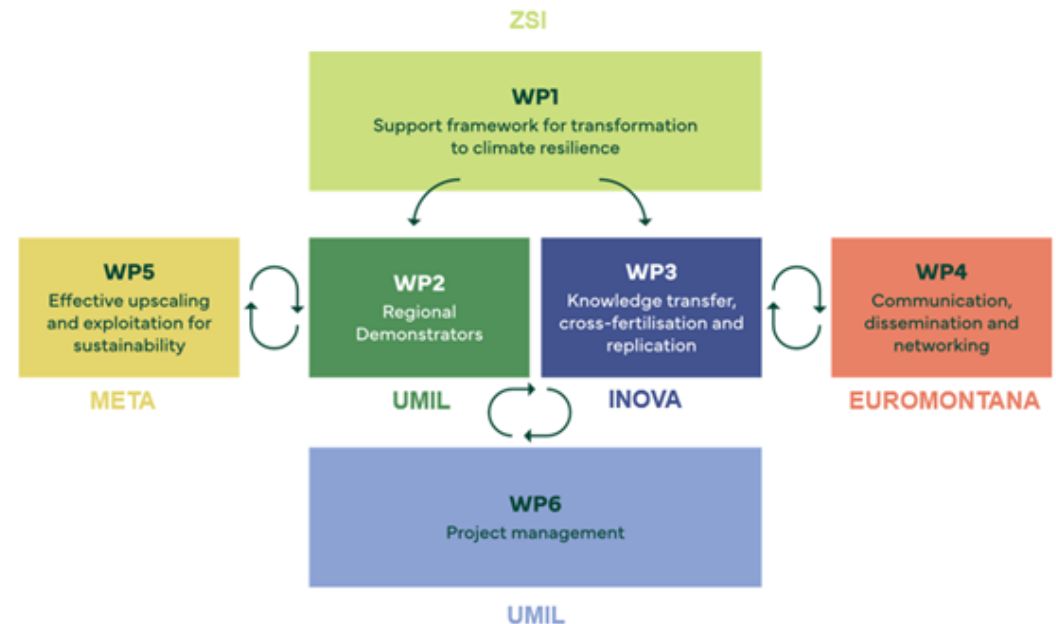 ZSI
WP1
Support framework for transformation
to climate resilience
WP5
Effective upscaling
and exploitation for
sustainability
META
WP2
Regional
Demonstrators
UMIL
WP3
Knowledge transfer,
cross-fertilisation and
replication
INOVA
WP4
Communication,
dissemination and
networking
EUROMONTANA
WP6
Project management
UMIL